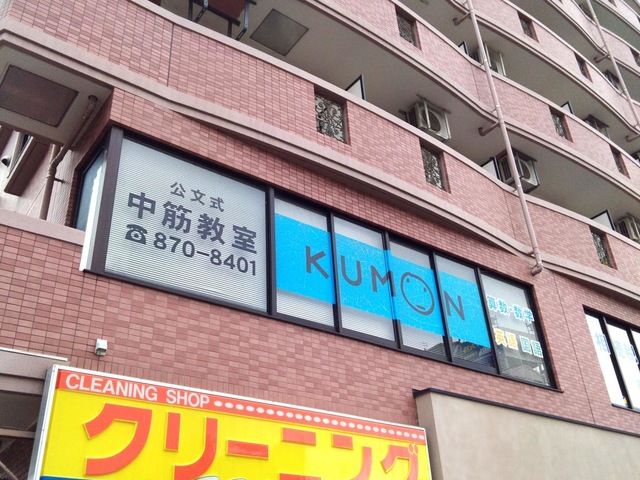 公文式
中筋教室
☎870-8401
KUMON
算数・数学
英語 国語
CLEANING SHOP
クリーニング